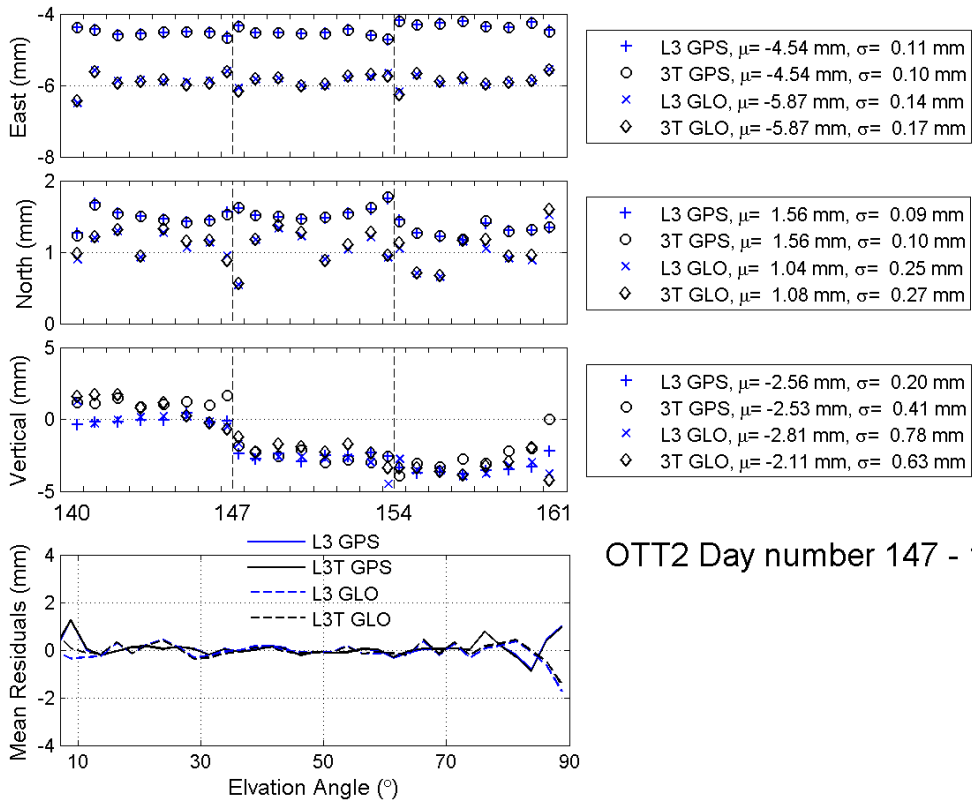 East (mm)
-4
-6
-8
+ L3 GPS, μ= -4.54 mm, σ= 0.11 mm
○ 3T GPS, μ= -4.54 mm, σ= 0.10 mm
× L3 GLO, μ= -5.87 mm, σ= 0.14 mm
◇ 3T GLO, μ= -5.87 mm, σ= 0.17 mm
North (mm)
2
1
0
+ L3 GPS, μ= 1.56 mm, σ= 0.09 mm
○ 3T GPS, μ= 1.56 mm, σ= 0.10 mm
× L3 GLO, μ= 1.04 mm, σ= 0.25 mm
◇ 3T GLO, μ= 1.08 mm, σ= 0.27 mm
Vertical (mm)
5
0
-5
140 147 154 161
+ L3 GPS, μ= -2.56 mm, σ= 0.20 mm
○ 3T GPS, μ= -2.53 mm, σ= 0.41 mm
× L3 GLO, μ= -2.81 mm, σ= 0.78 mm
◇ 3T GLO, μ= -2.11 mm, σ= 0.63 mm
L3 GPS
L3T GPS
L3 GLO
L3T GLO
Mean Residuals (mm)
4
2
0
-2
-4
10 30 50 70 90
Elvation Angle (°)
OTT2 Day number 147 -